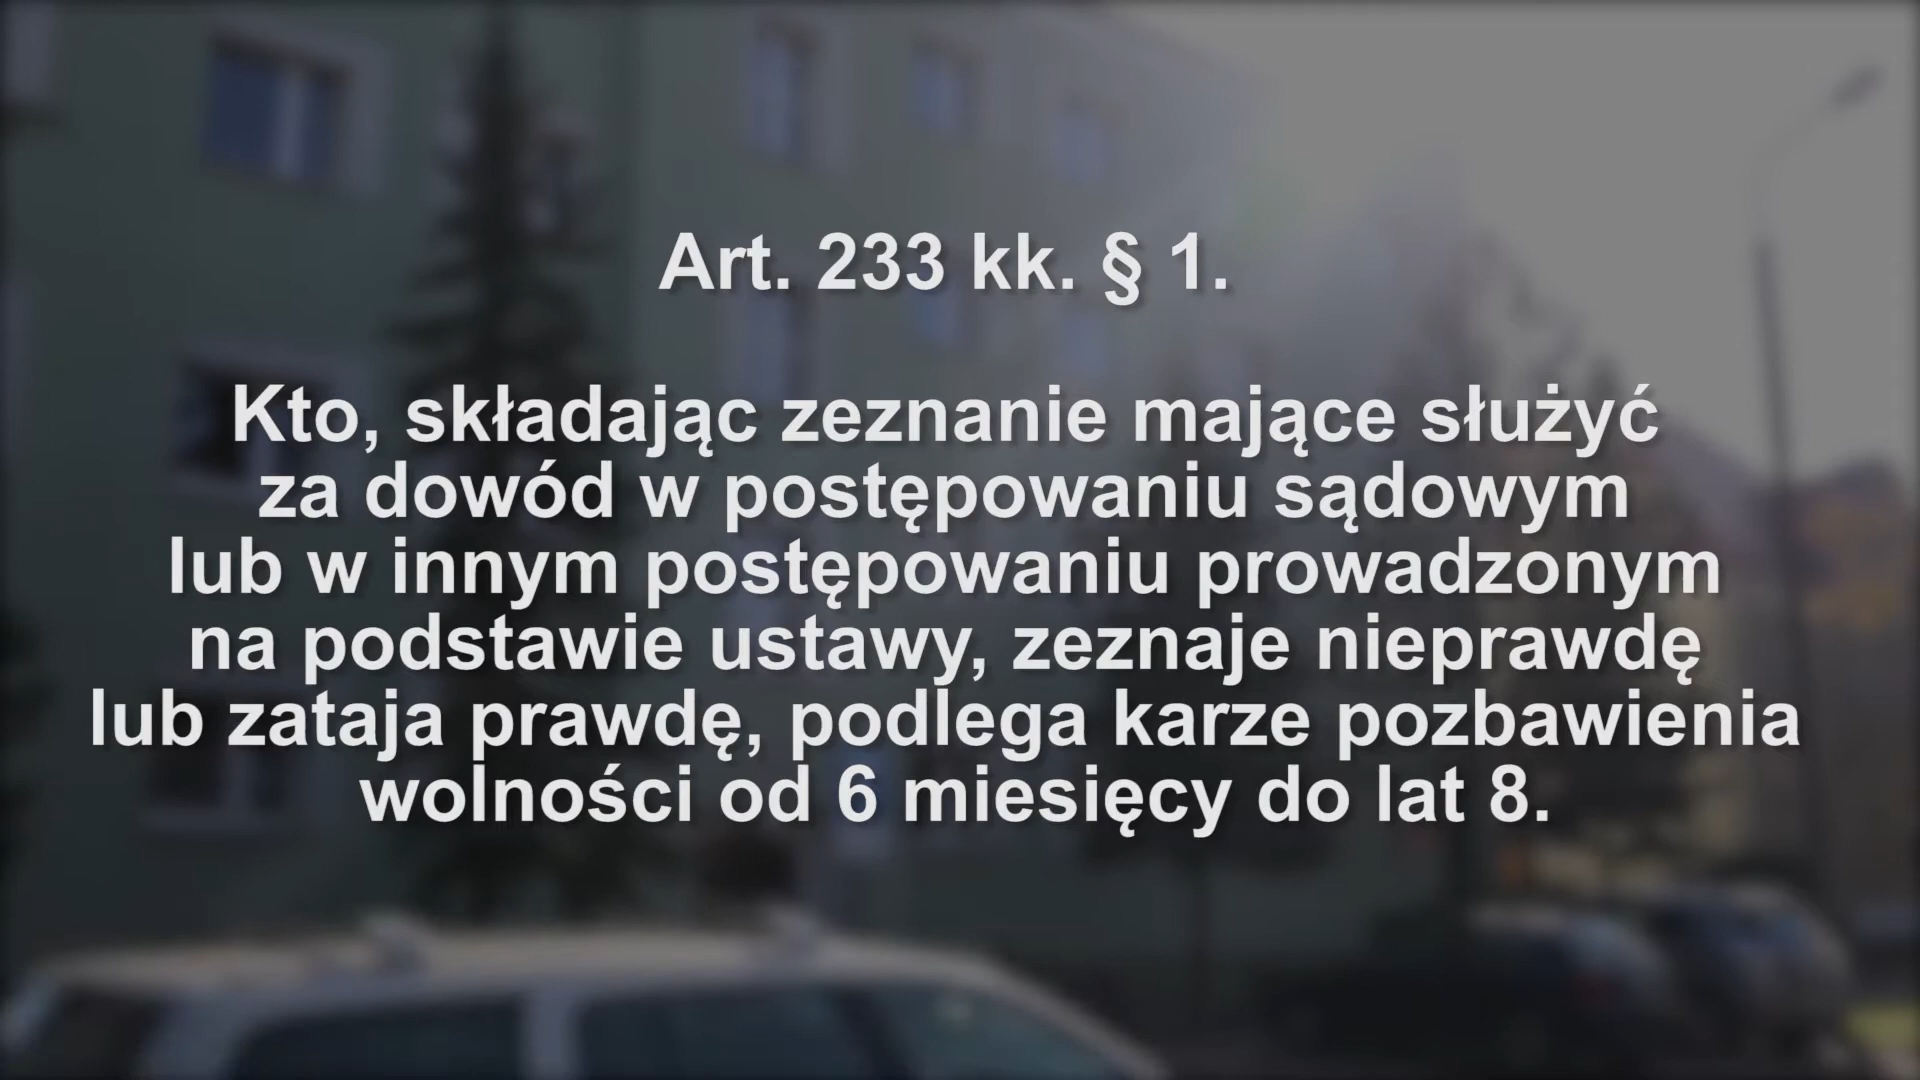 Art. 233 kk. § 1.
Kto, składając zeznanie mające służyć
za dowód w postępowaniu sądowym
lub w innym postępowaniu prowadzonym
na podstawie ustawy, zeznaje nieprawdę
lub zataja prawdę, podlega karze pozbawienia
wolności od 6 miesięcy do lat 8.